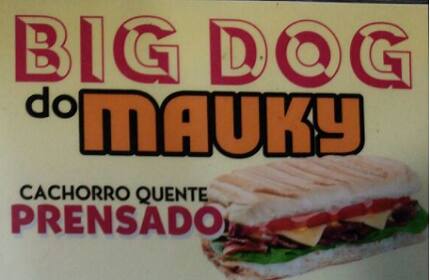 BIG DOG
do MAUKY
CACHORRO QUENTE
PRENSADO